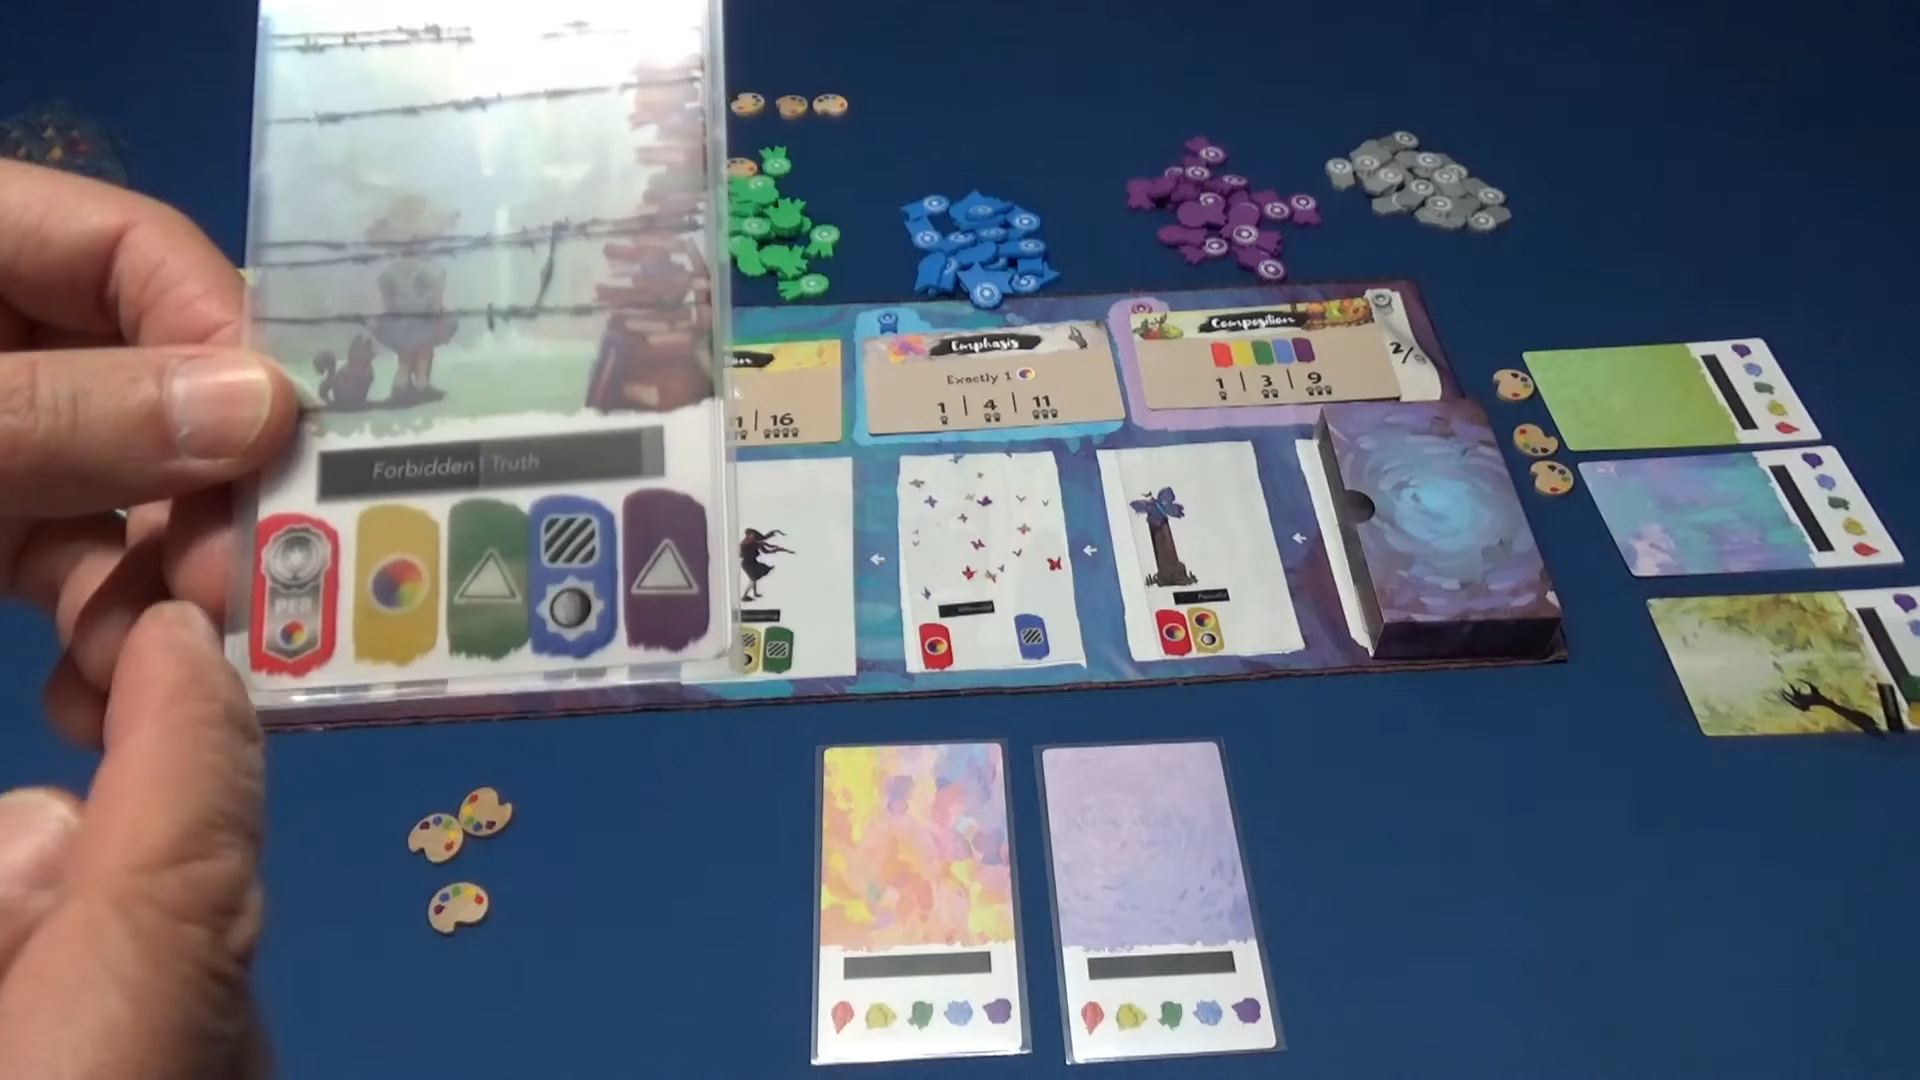 Forbidden Truth
PER
Emphasis
Exactly 1
1 | 4 | 11
Composition
1 | 3 | 9
2/
1 | 16